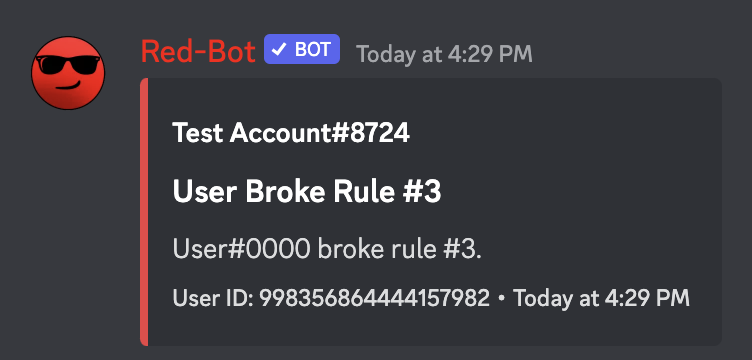 Red-Bot ✓ BOT Today at 4:29 PM
Test Account#8724
User Broke Rule #3
User#0000 broke rule #3.
User ID: 998356864444157982 • Today at 4:29 PM